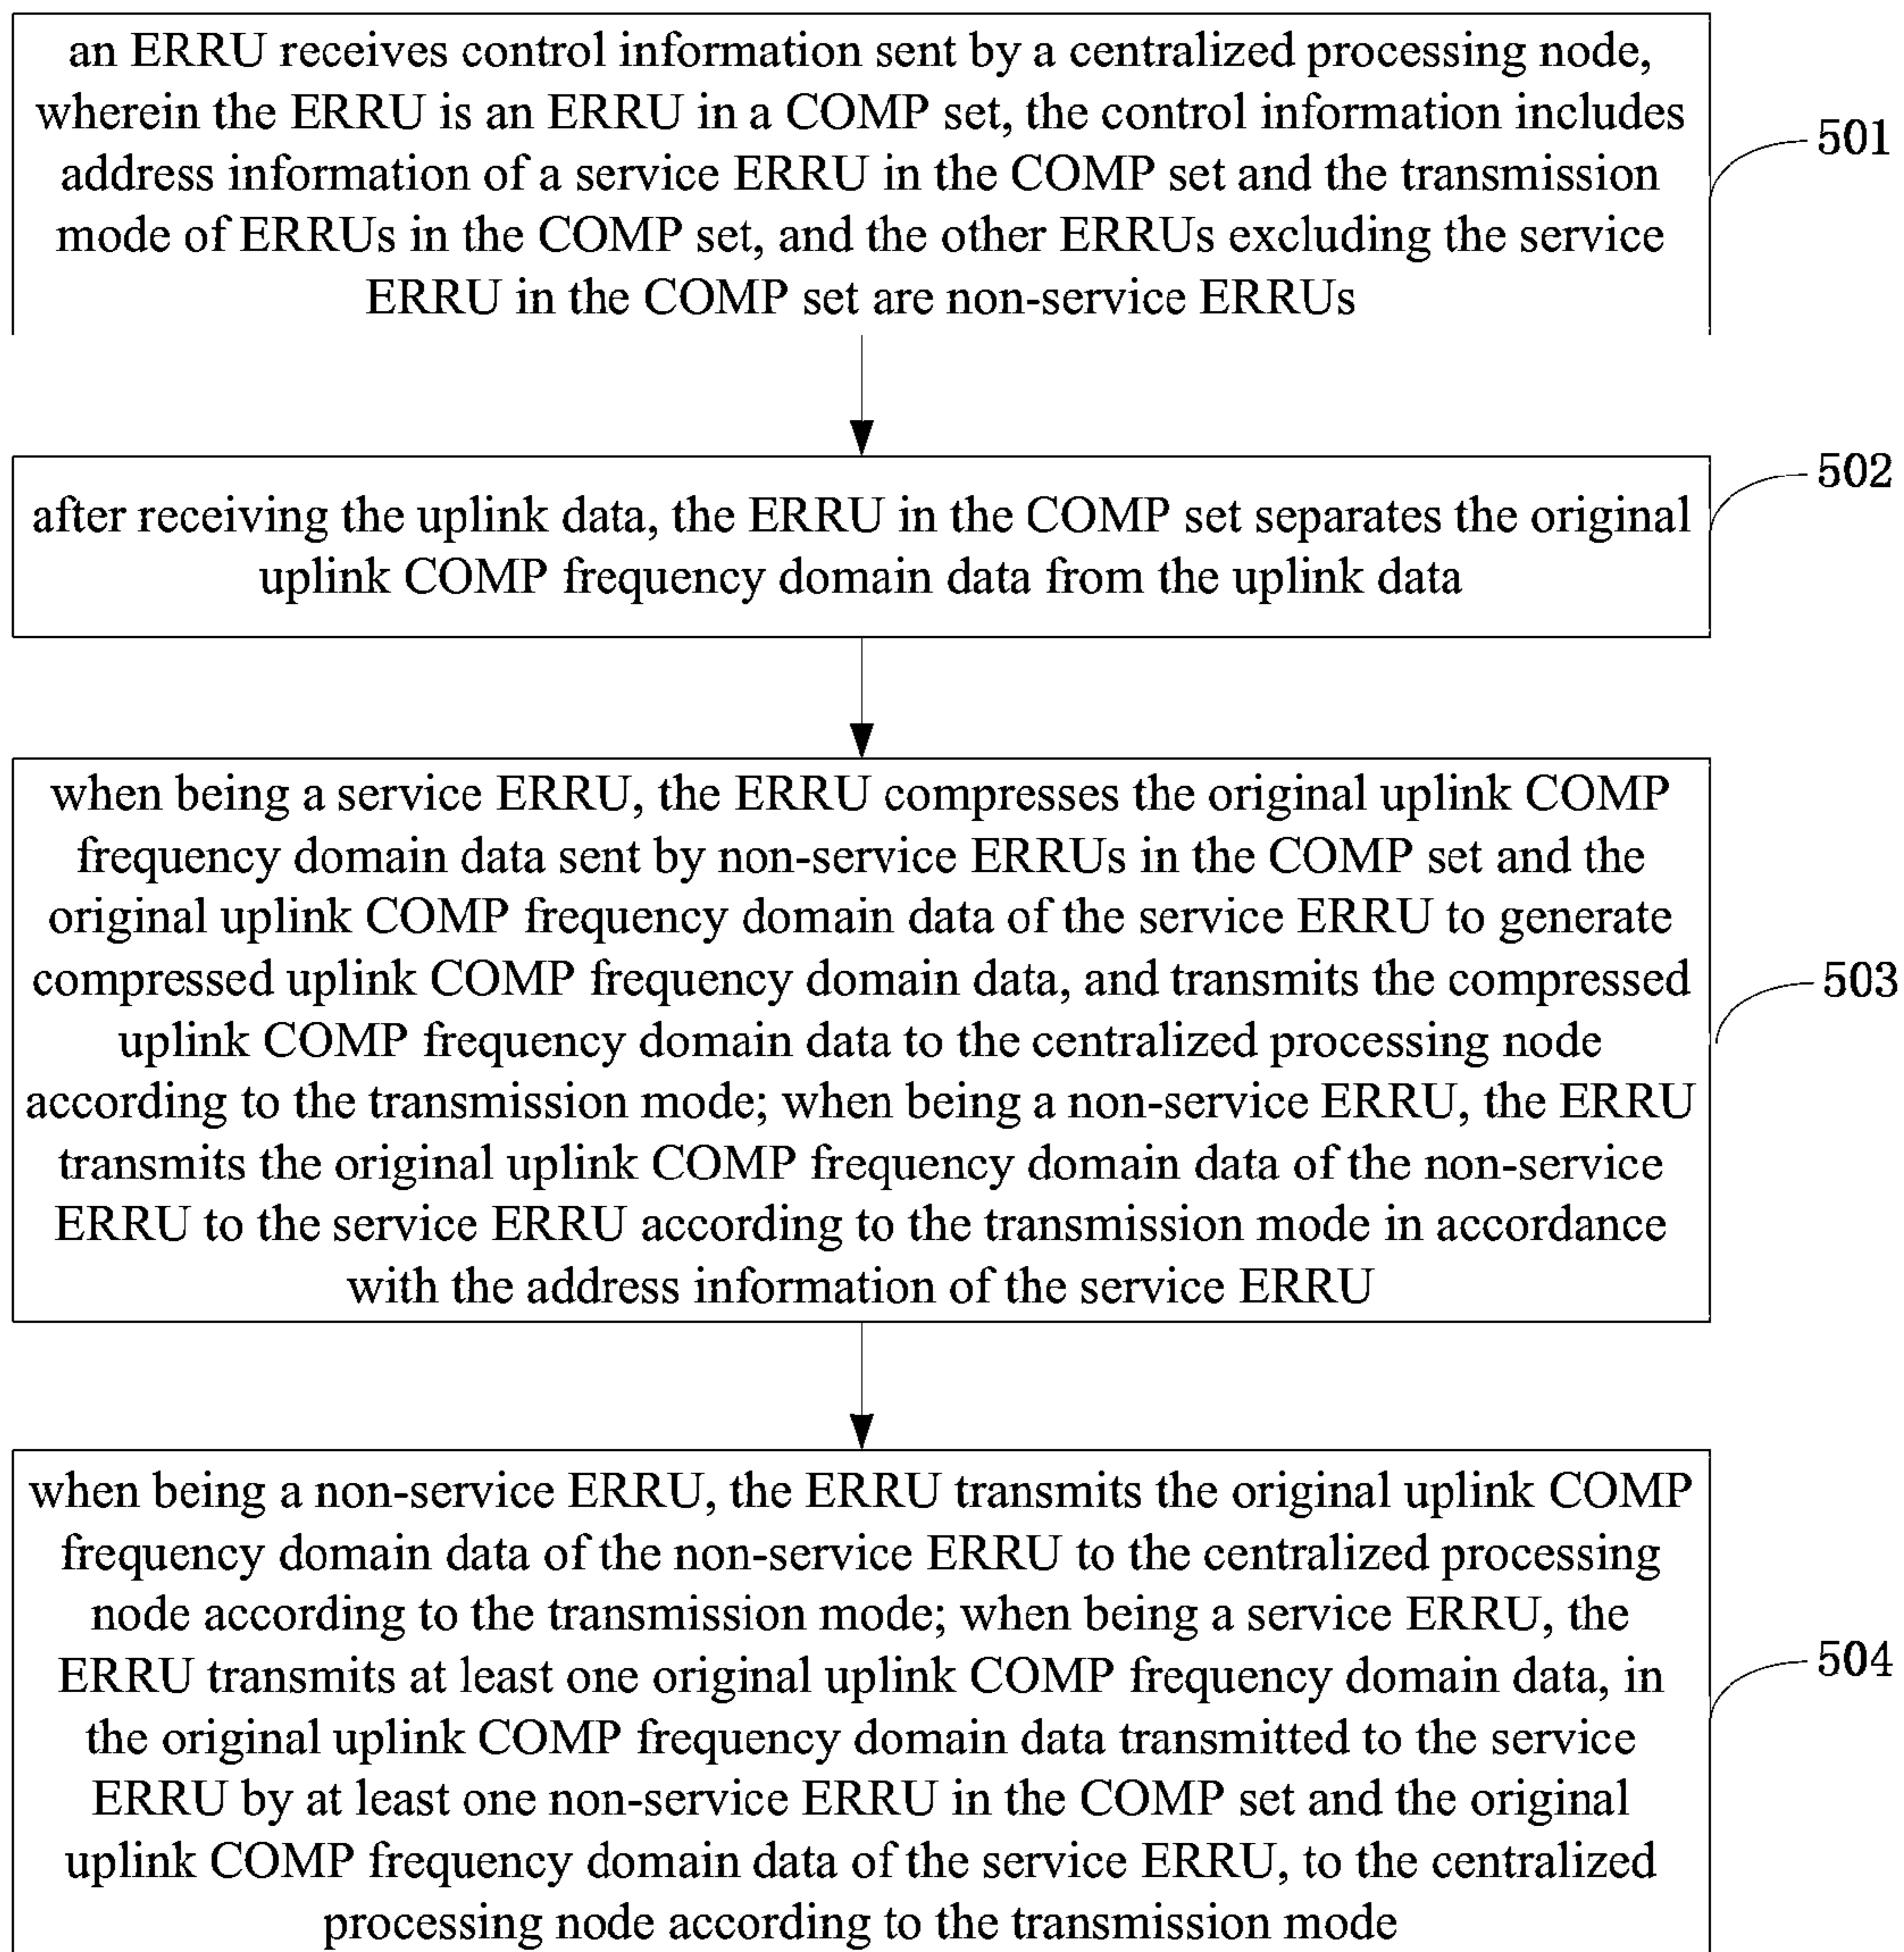 an ERRU receives control information sent by a centralized processing node,
wherein the ERRU is an ERRU in a COMP set, the control information includes
address information of a service ERRU in the COMP set and the transmission
mode of ERRUs in the COMP set, and the other ERRUs excluding the service
ERRU in the COMP set are non-service ERRUs
501
after receiving the uplink data, the ERRU in the COMP set separates the original
uplink COMP frequency domain data from the uplink data
502
when being a service ERRU, the ERRU compresses the original uplink COMP
frequency domain data sent by non-service ERRUs in the COMP set and the
original uplink COMP frequency domain data of the service ERRU to generate
compressed uplink COMP frequency domain data, and transmits the compressed
uplink COMP frequency domain data to the centralized processing node
according to the transmission mode; when being a non-service ERRU, the ERRU
transmits the original uplink COMP frequency domain data of the non-service
ERRU to the service ERRU according to the transmission mode in accordance
with the address information of the service ERRU
503
when being a non-service ERRU, the ERRU transmits the original uplink COMP
frequency domain data of the non-service ERRU to the centralized processing
node according to the transmission mode; when being a service ERRU, the
ERRU transmits at least one original uplink COMP frequency domain data, in
the original uplink COMP frequency domain data transmitted to the service
ERRU by at least one non-service ERRU in the COMP set and the original
uplink COMP frequency domain data of the service ERRU, to the centralized
processing node according to the transmission mode
504